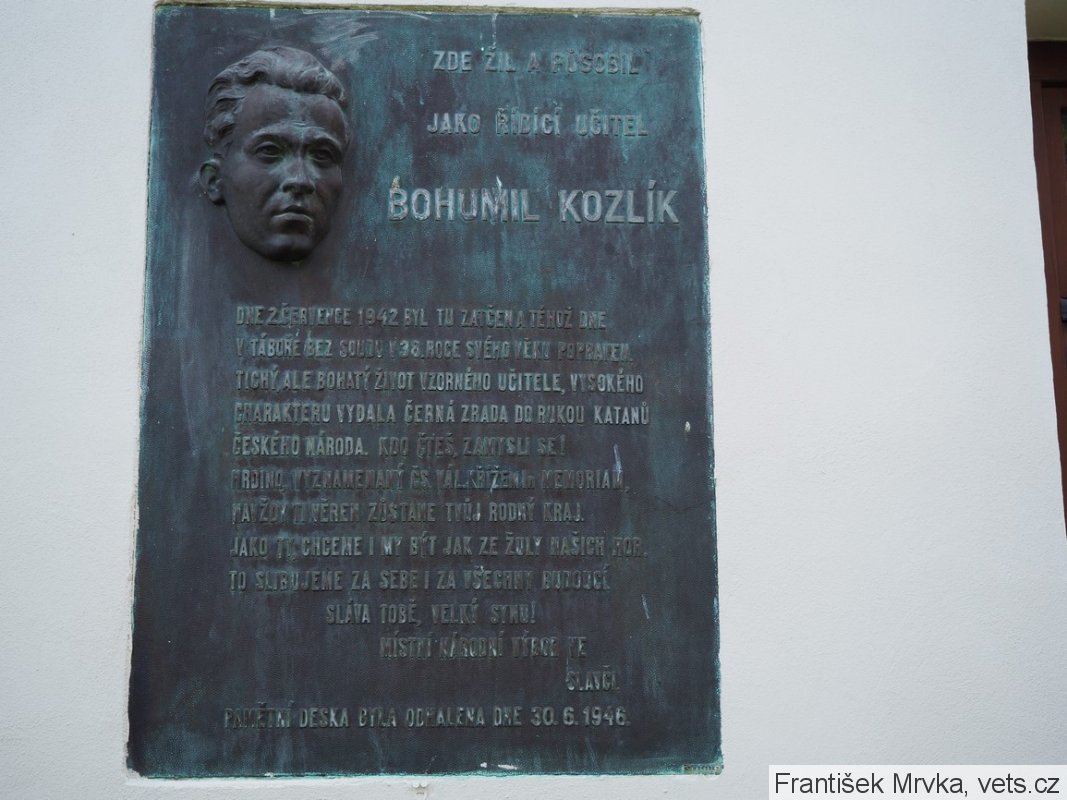 ZDE ŽIL A PŮSOBIL
JAKO ŘÍDÍCÍ UČITEL
BOHUMIL KOZLÍK
DNE 2. ČERVENCE 1942 BYL TU ZATČEN A TÉHOŽ DNE
V TÁBOŘE BEZ SOUDU V 36. ROCE SVÉHO VĚKU POPRAVEN.
TICHÝ, ALE BOHATÝ ŽIVOT VZORNÉHO UČITELE, VYSOKÉHO
CHARAKTERU VYDALA ČERNÁ ZRADA DO RUKOU KATANŮ
ČESKÉHO NÁRODA. KDO ČTEŠ, ZAMYSLI SE!
HRDINO, VYZNAMENANÝ ČS. VÁL. KŘÍŽEM in MEMORIAM,
NAVŽDY TI VĚREN ZŮSTANE TVŮJ RODNÝ KRAJ.
JAKO TY, CHCEME I MY BÝT JAK ZE ŽULY NAŠICH HOR.
TO SLIBUJEME ZA SEBE I ZA VŠECHNY BUDOUCÍ.
SLÁVA TOBĚ, VELKÝ SYNU!
MÍSTNÍ NÁRODNÍ VÝBOR VE
SLAVČI.
PAMĚTNÍ DESKA BYLA ODHALENA DNE 30. 6. 1946.
František Mrvka, vets.cz